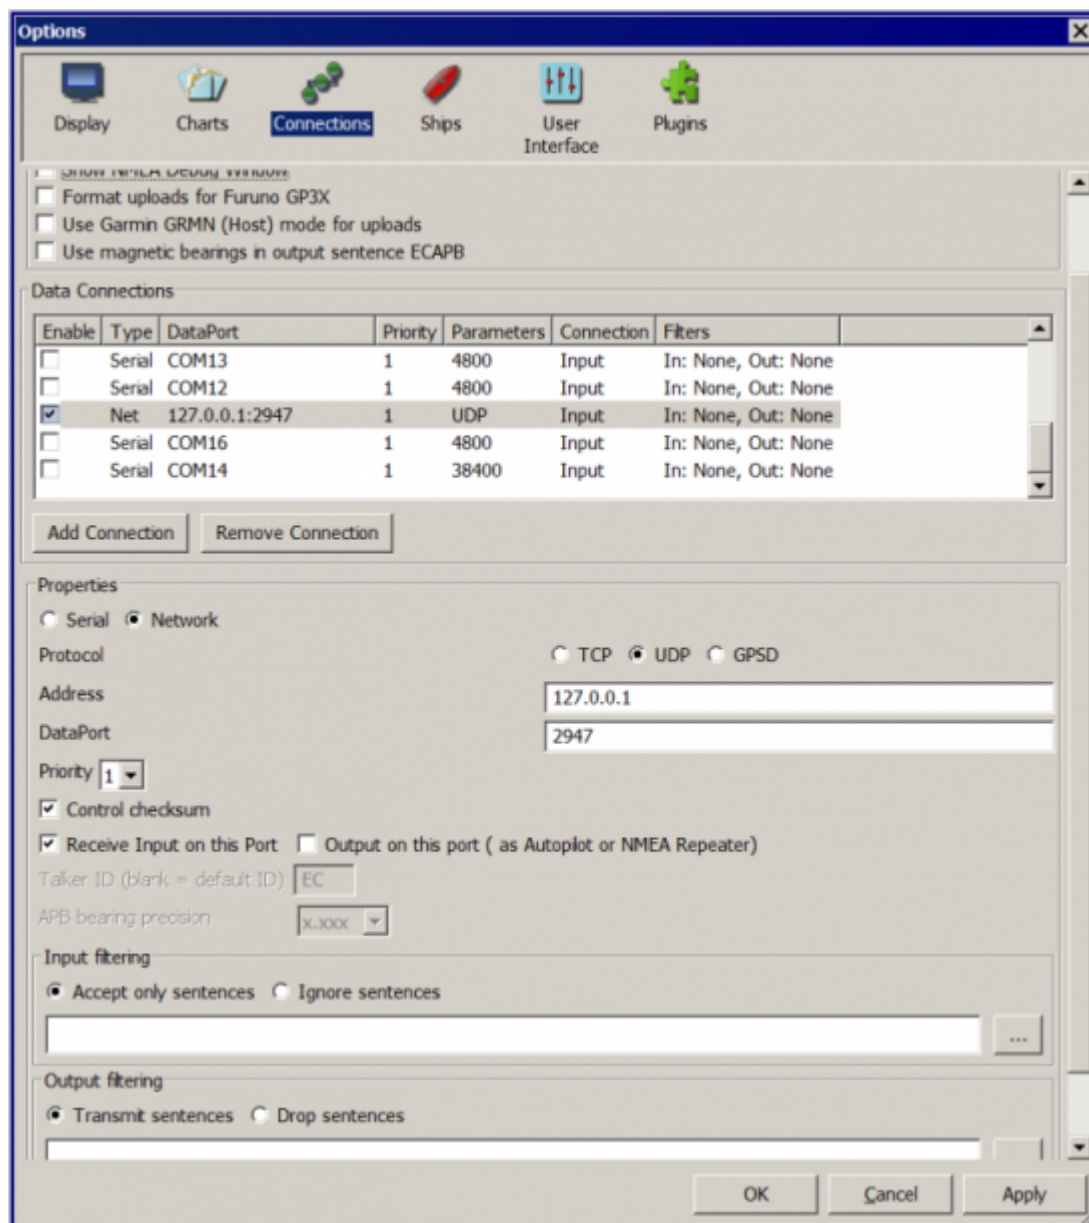 Options
Display Charts Connections Ships User Interface Plugins
Show NMEA Debug Window
Format uploads for Furuno GP3X
Use Garmin GRMN (Host) mode for uploads
Use magnetic bearings in output sentence ECAPB
Data Connections
Enable Type DataPort Priority Parameters Connection Filters
Serial COM13 1 4800 Input In: None, Out: None
Serial COM12 1 4800 Input In: None, Out: None
Net 127.0.0.1:2947 1 UDP Input In: None, Out: None
Serial COM16 1 4800 Input In: None, Out: None
Serial COM14 1 38400 Input In: None, Out: None
Add Connection Remove Connection
Properties
Serial Network
Protocol TCP UDP GPSD
Address 127.0.0.1
DataPort 2947
Priority 1
Control checksum
Receive Input on this Port Output on this port ( as Autopilot or NMEA Repeater)
Talker ID (blank = default ID) EC
APB bearing precision x.xxx
Input filtering
Accept only sentences Ignore sentences
...
Output filtering
Transmit sentences Drop sentences
OK Cancel Apply